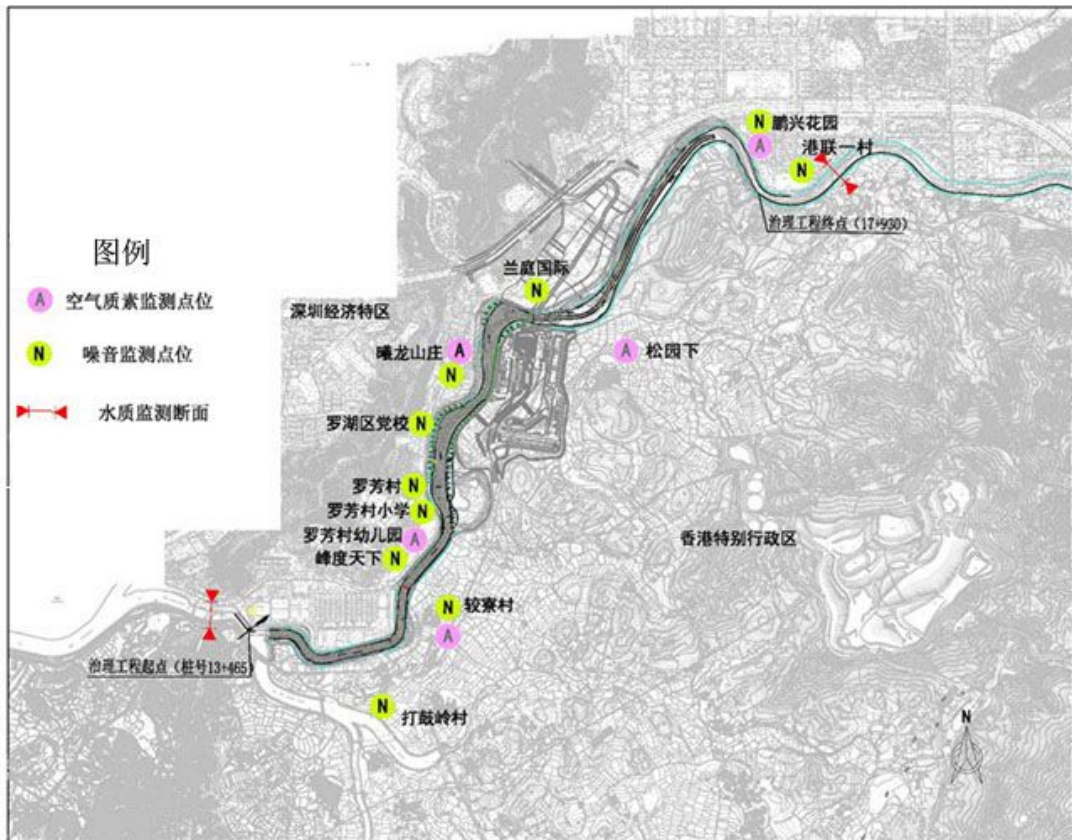 N
鹏兴花园
A
港联一村
N
治理工程终点（17+930）
图例
兰庭国际
N
A
空气质素监测点位
深圳经济特区
N
噪音监测点位
曦龙山庄
A
N
A
松园下
水质监测断面
罗湖区党校
N
罗芳村
N
罗芳村小学
N
罗芳村幼儿园
A
峰度天下
N
香港特别行政区
N
较寮村
A
治理工程起点（桩号13+465）
N
打鼓岭村
N